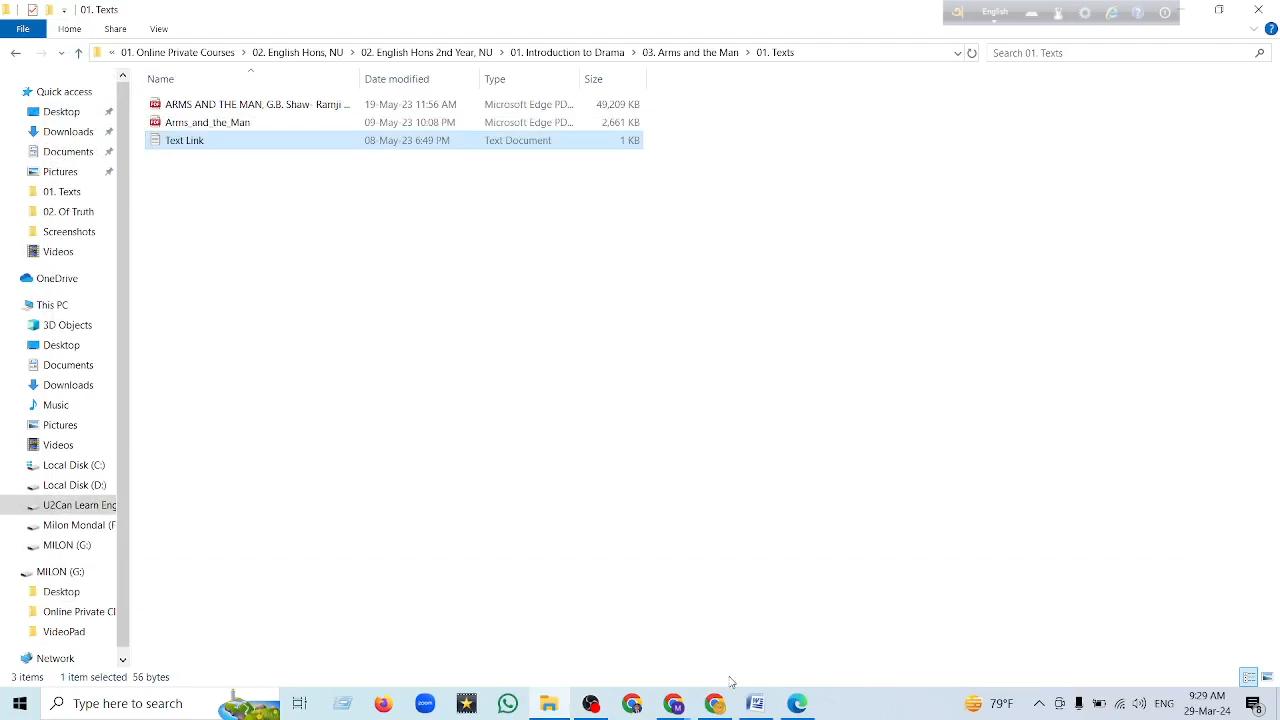 01. Texts
English
File Home Share View
« 01. Online Private Courses > 02. English Hons, NU > 02. English Hons 2nd Year, NU > 01. Introduction to Drama > 03. Arms and the Man > 01. Texts
Search 01. Texts
Name Date modified Type Size
ARMS AND THE MAN, G.B. Shaw- Ramji ... 19-May-23 11:56 AM Microsoft Edge PD... 49,209 KB
Arms_and_the_Man 09-May-23 10:08 PM Microsoft Edge PD... 2,661 KB
Text Link 08-May-23 6:49 PM Text Document 1 KB
Quick access
Desktop
Downloads
Documents
Pictures
01. Texts
02. Of Truth
Screenshots
Videos
OneDrive
This PC
3D Objects
Desktop
Documents
Downloads
Music
Pictures
Videos
Local Disk (C:)
Local Disk (D:)
U2Can Learn Eng
Milon Mondal (F
MILON (G:)
MILON (G:)
Desktop
Online Private Cl
VideoPad
Network
3 items 1 item selected 56 bytes
Type here to search
zoom
79°F
ENG
9:29 AM
29-Mar-24
8